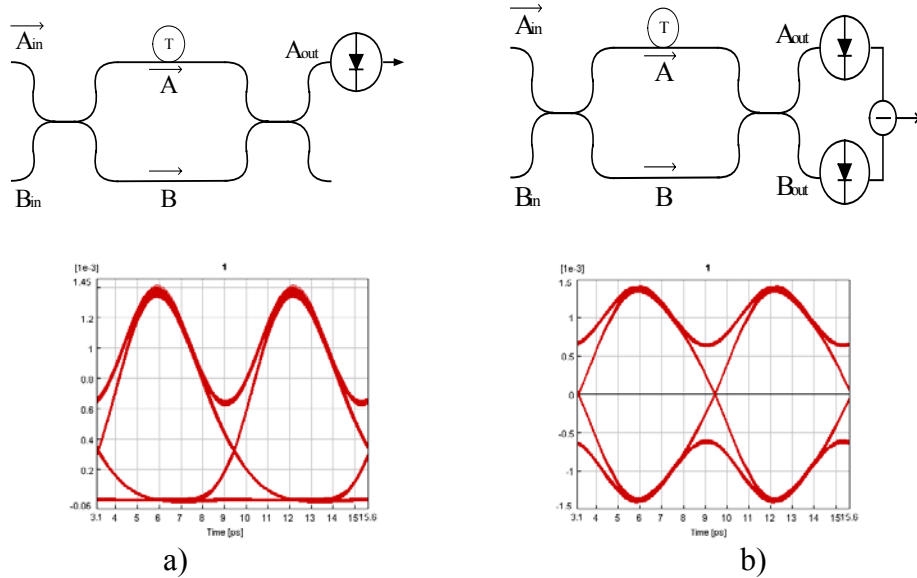 Ain
T
A
Aout
Bin
B
Ain
T
A
Aout
Bin
B
Bout
[1e-3]
1
1.45
1.2
1
0.8
0.6
0.4
0.2
-0.06
3.1 4 5 6 7 8 9 10 11 12 13 14 15 15.6
Time [ps]
[1e-3]
1
1.5
1
0.5
0
-0.5
-1
-1.5
3.1 4 5 6 7 8 9 10 11 12 13 14 15 15.6
Time [ps]
a)
b)